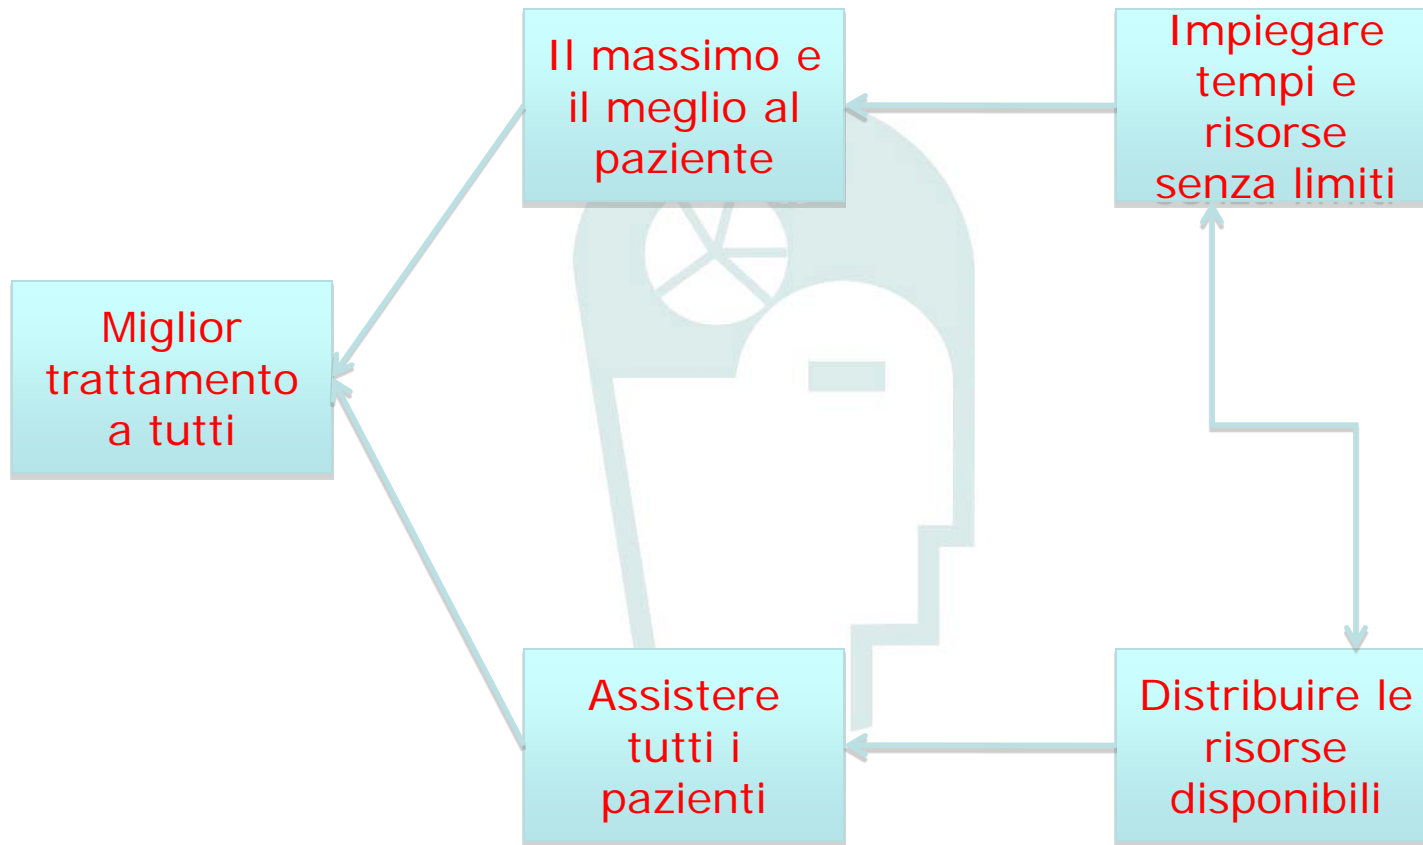 Il massimo e
il meglio al
paziente
Impiegare
tempi e
risorse
senza limiti
Miglior
trattamento
a tutti
Assistere
tutti i
pazienti
Distribuire le
risorse
disponibili